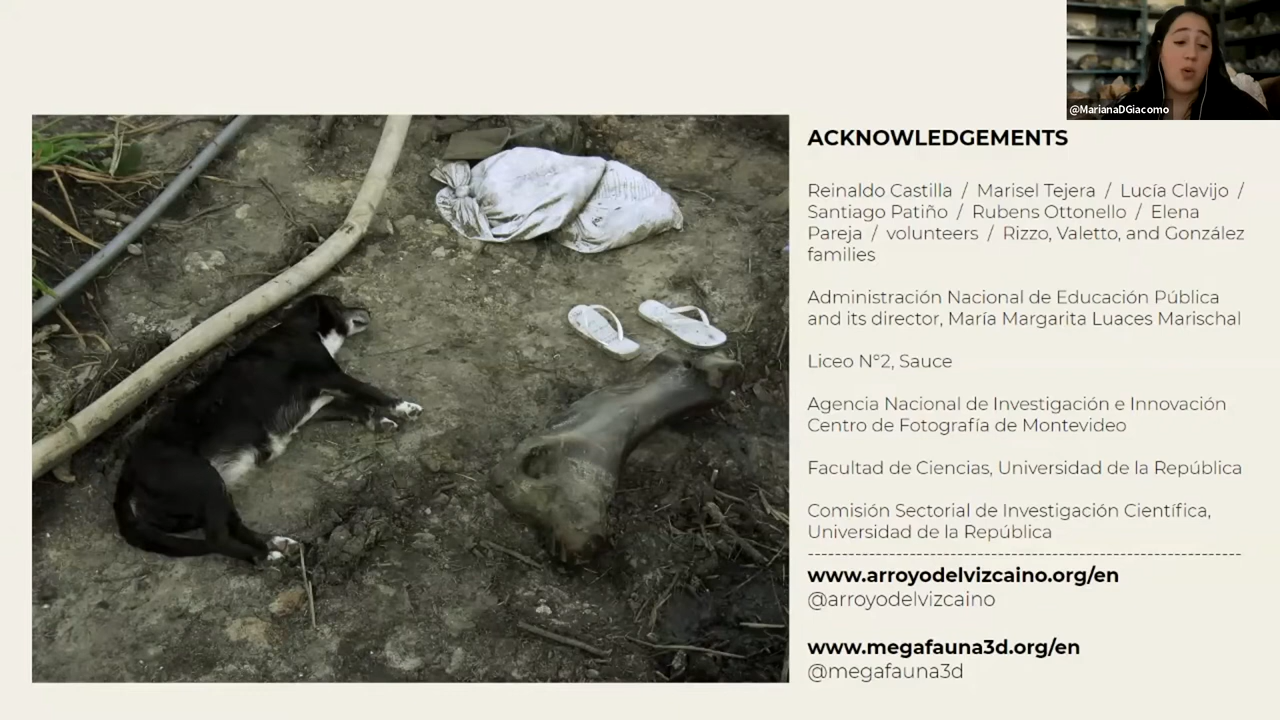 @MarianaDGiacomo
ACKNOWLEDGEMENTS
Reinaldo Castilla / Marisel Tejera / Lucía Clavijo /
Santiago Patiño / Rubens Ottonello / Elena
Pareja / volunteers / Rizzo, Valetto, and González
families
Administración Nacional de Educación Pública
and its director, María Margarita Luaces Marischal
Liceo N°2, Sauce
Agencia Nacional de Investigación e Innovación
Centro de Fotografía de Montevideo
Facultad de Ciencias, Universidad de la República
Comisión Sectorial de Investigación Científica,
Universidad de la República
www.arroyodelvizcaino.org/en
@arroyodelvizcaino
www.megafauna3d.org/en
@megafauna3d